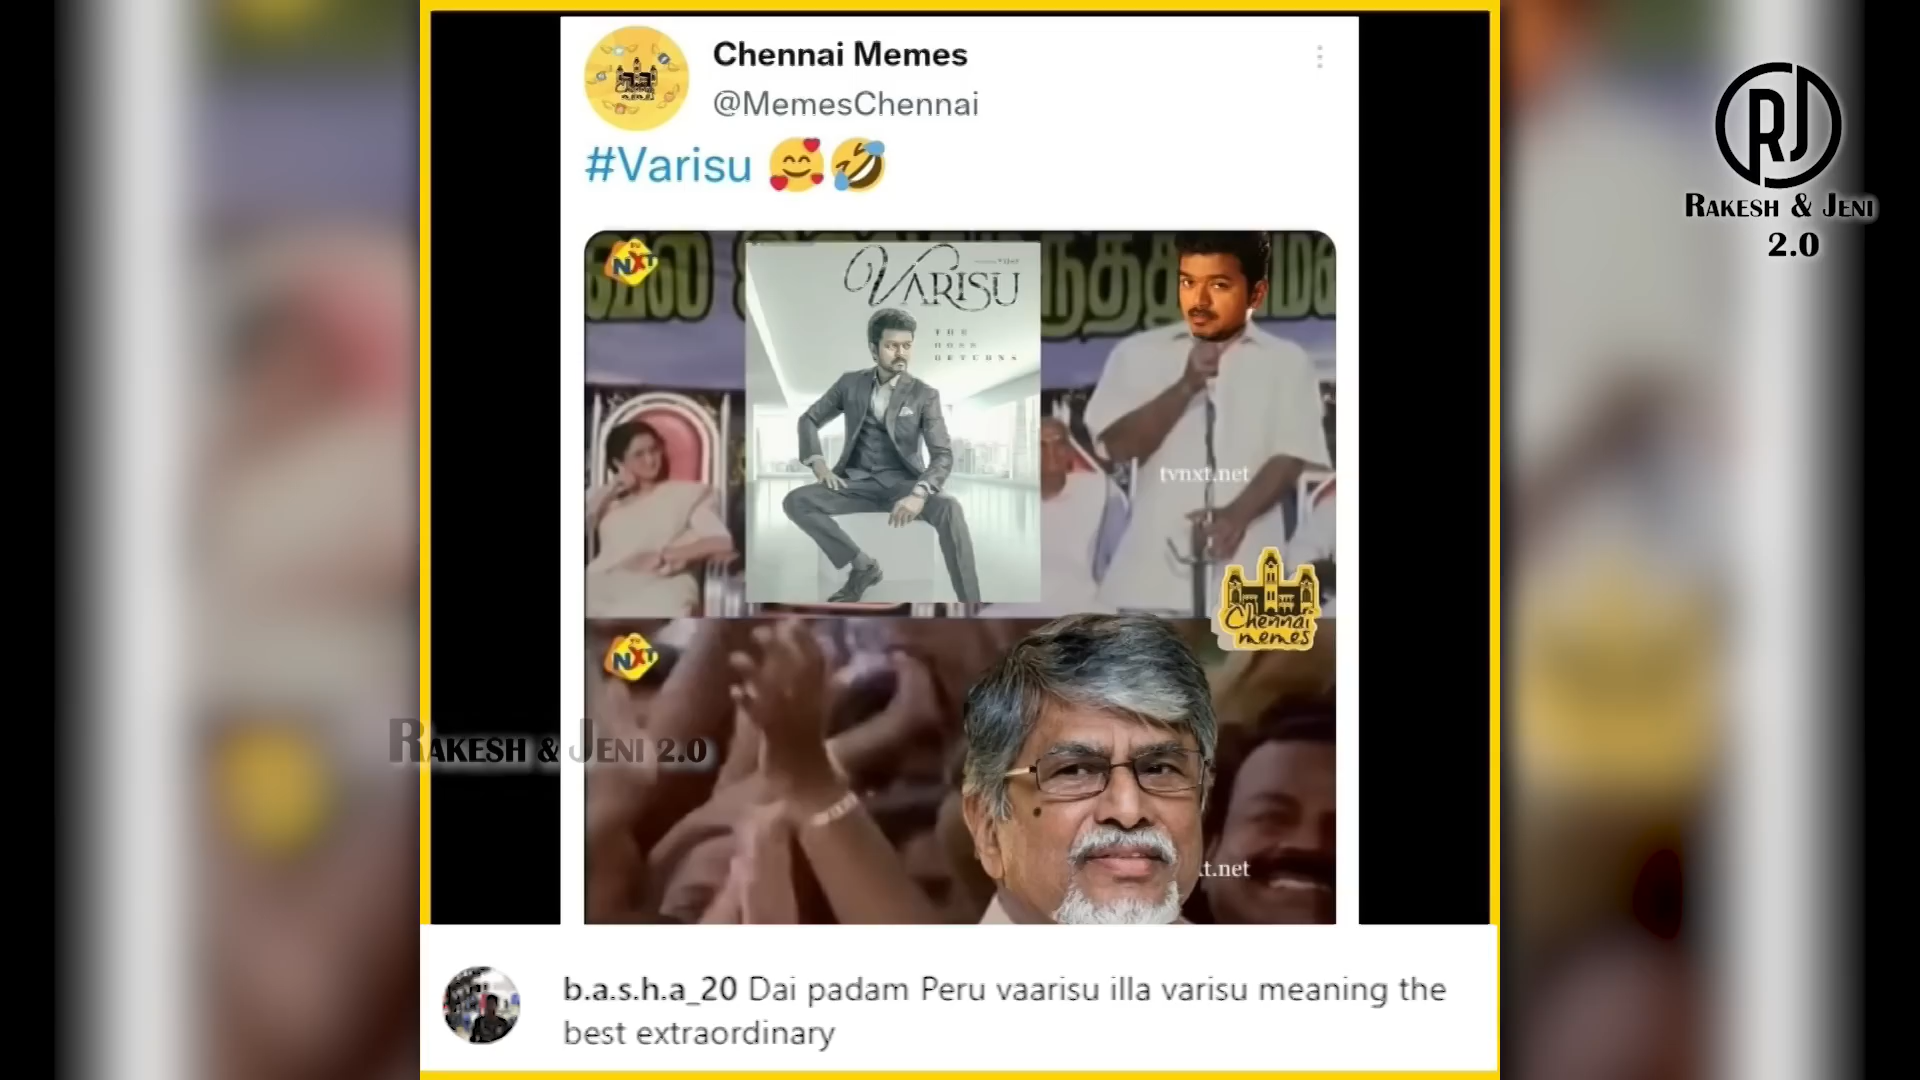 Chennai Memes
@MemesChennai
#Varisu 🥰🤣
RJ
RAKESH & JENI
2.0
NXT
VARISU
THE
BOSS
RETURNS
tvnxt.net
Chennai
memes
NXT
RAKESH & JENI 2.0
t.net
b.a.s.h.a_20 Dai padam Peru vaarisu illa varisu meaning the
best extraordinary